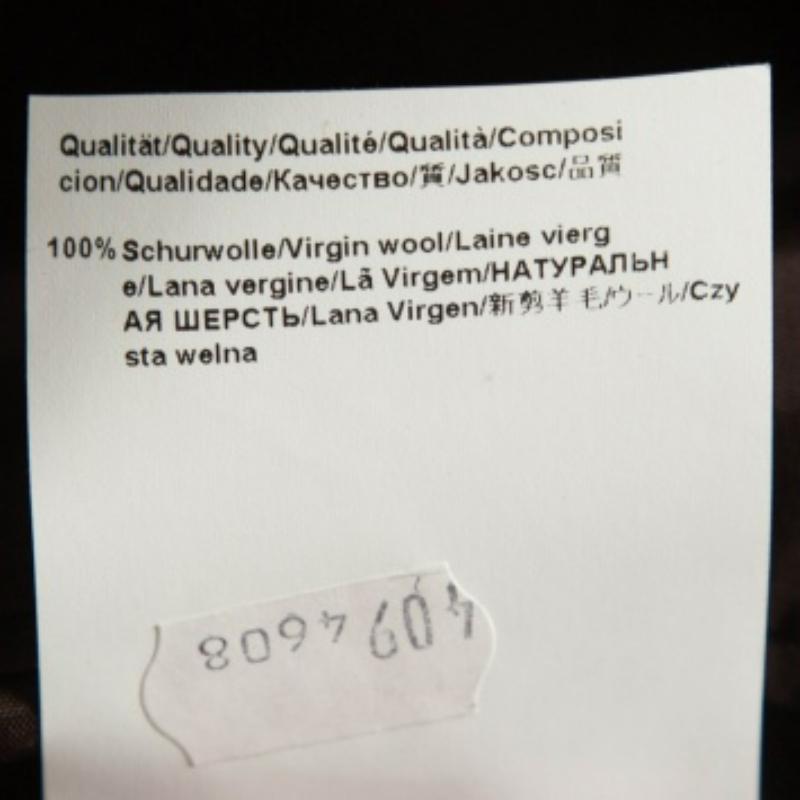 Qualität/Quality/Qualité/Qualità/Composi
cion/Qualidade/Качество/質/Jakosc/品質
100% Schurwolle/Virgin wool/Laine vierg
e/Lana vergine/Lã Virgem/НАТУРАЛЬН
АЯ ШЕРСТЬ/Lana Virgen/新剪羊毛/ウール/Czy
sta welna